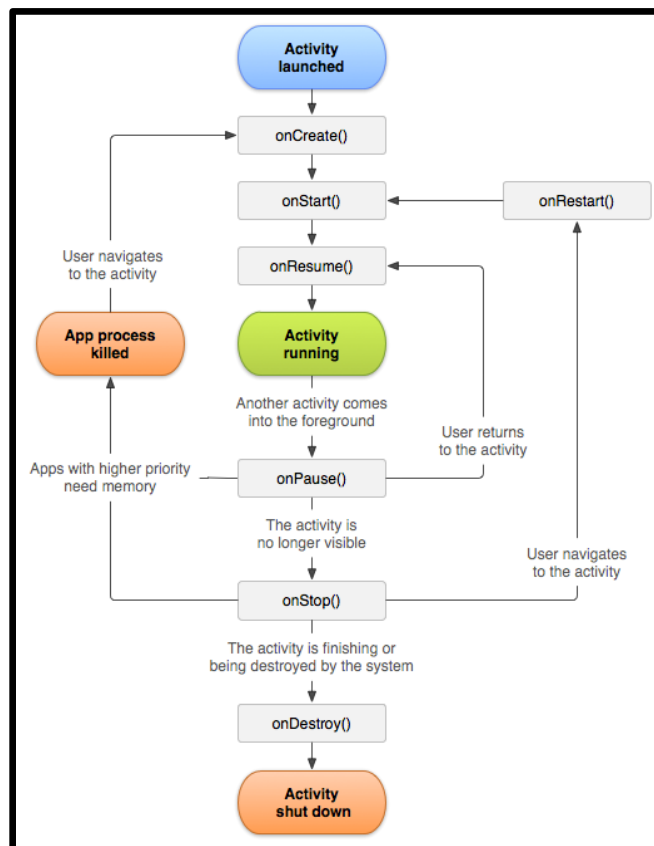 Activity
launched
onCreate()
onStart()
onRestart()
User navigates
to the activity
onResume()
App process
killed
Activity
running
Another activity comes
into the foreground
User returns
to the activity
Apps with higher priority
need memory
onPause()
The activity is
no longer visible
User navigates
to the activity
onStop()
The activity is finishing or
being destroyed by the system
onDestroy()
Activity
shut down